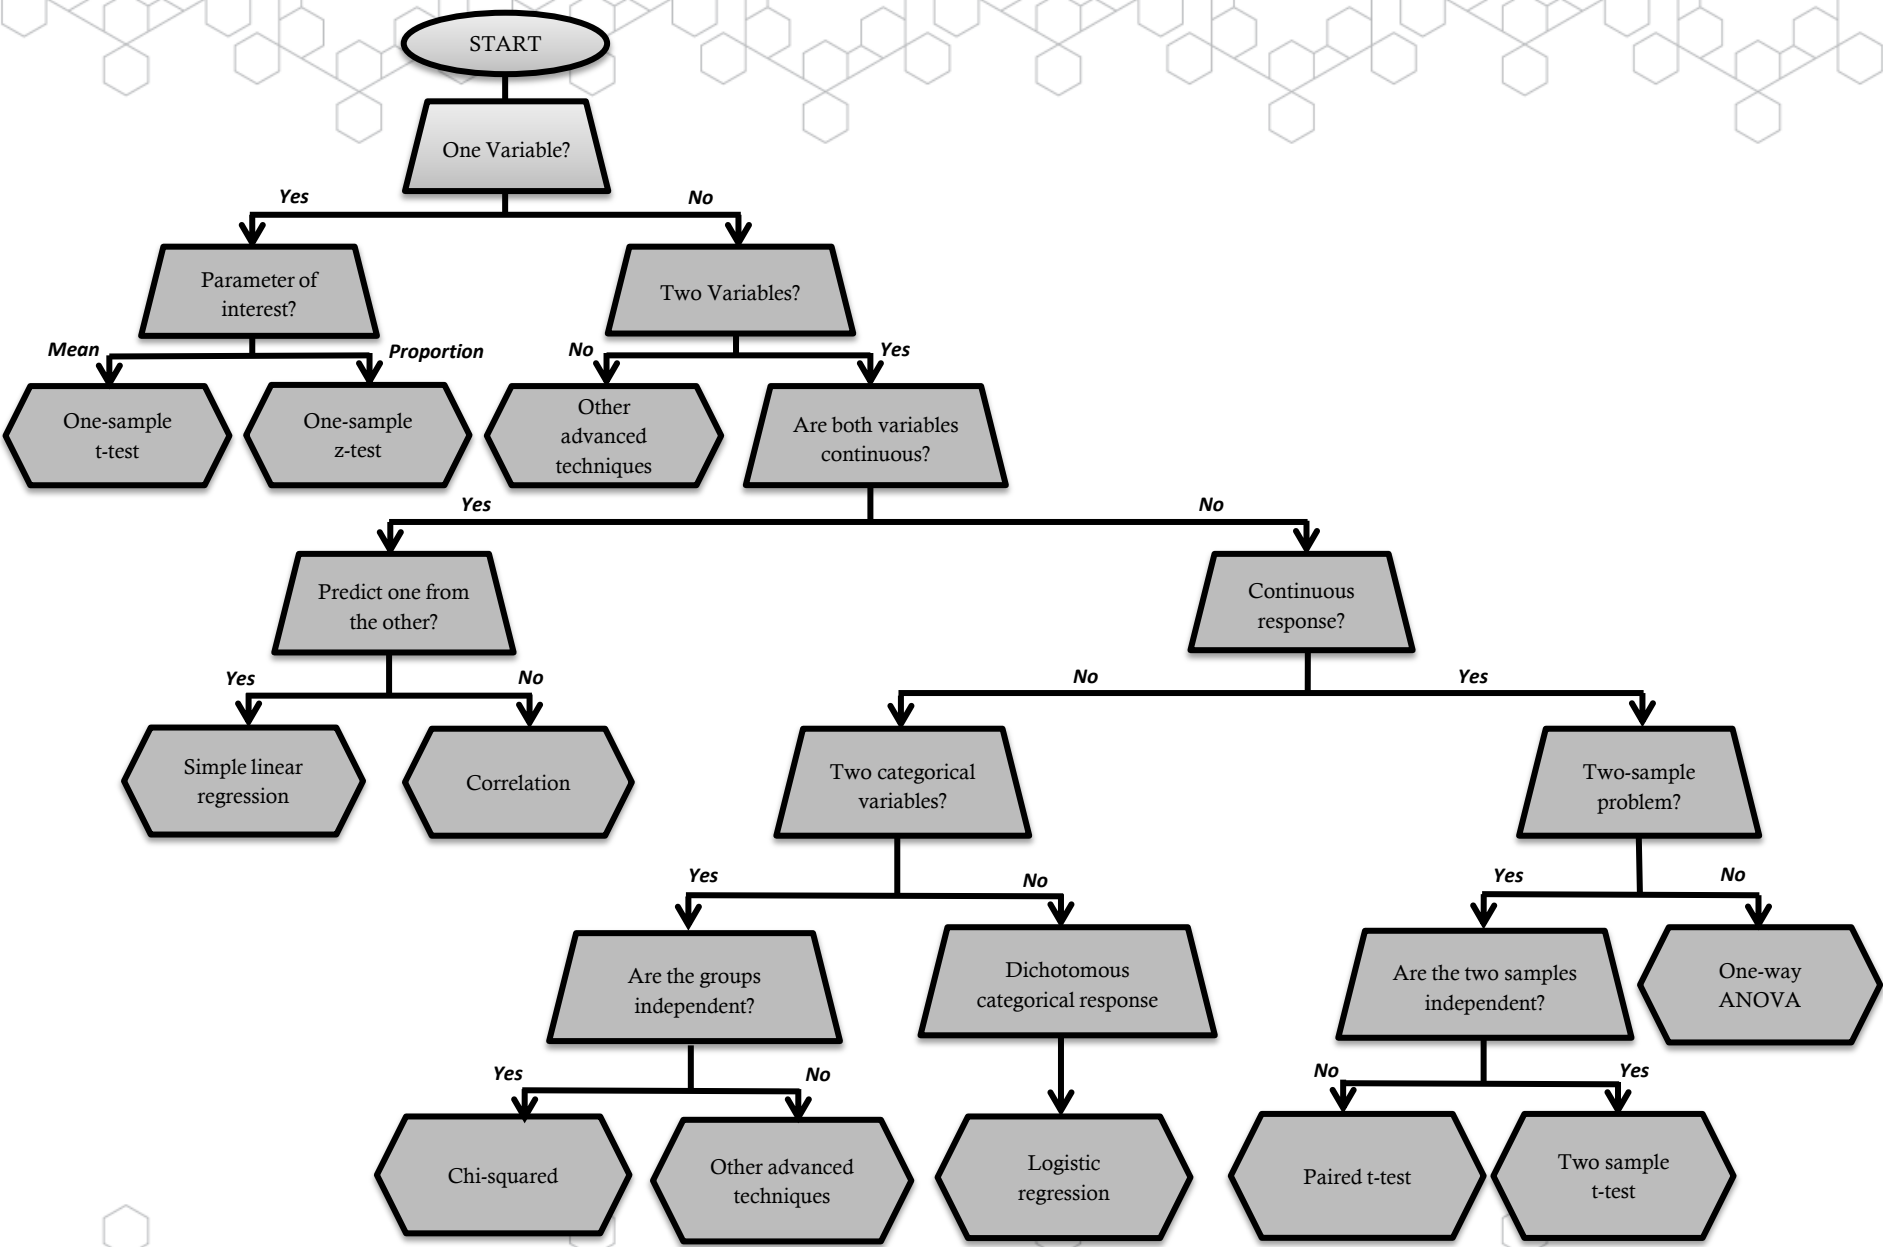 START
One Variable?
Yes
No
Parameter of
interest?
Two Variables?
Mean
Proportion
No
Yes
One-sample
t-test
One-sample
z-test
Other
advanced
techniques
Are both variables
continuous?
Yes
No
Predict one from
the other?
Continuous
response?
Yes
No
No
Yes
Simple linear
regression
Correlation
Two categorical
variables?
Two-sample
problem?
Yes
No
Yes
No
Are the groups
independent?
Dichotomous
categorical response
Are the two samples
independent?
One-way
ANOVA
Yes
No
No
Yes
Chi-squared
Other advanced
techniques
Logistic
regression
Paired t-test
Two sample
t-test